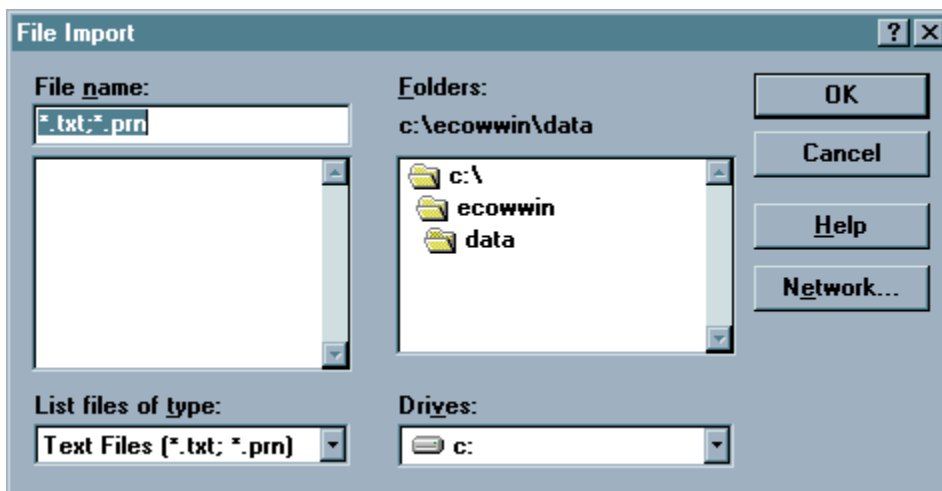 File Import
File name:
*.txt;*.prn
Folders:
c:\ecowwin\data
c:\
ecowwin
data
OK
Cancel
Help
Network...
List files of type:
Text Files (*.txt; *.prn)
Drives:
c: